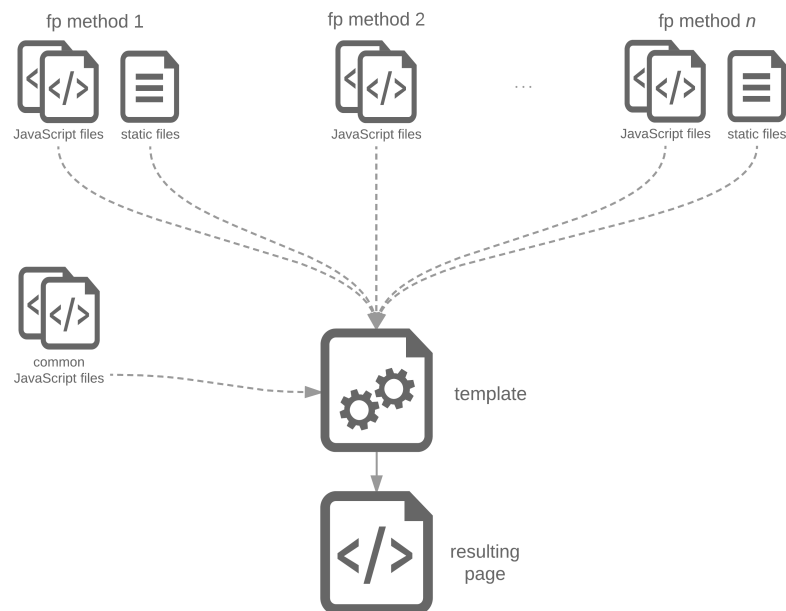 fp method 1
fp method 2
fp method n
</>
</>
</>
JavaScript files
static files
JavaScript files
...
JavaScript files
static files
</>
common
JavaScript files
template
</>
resulting
page